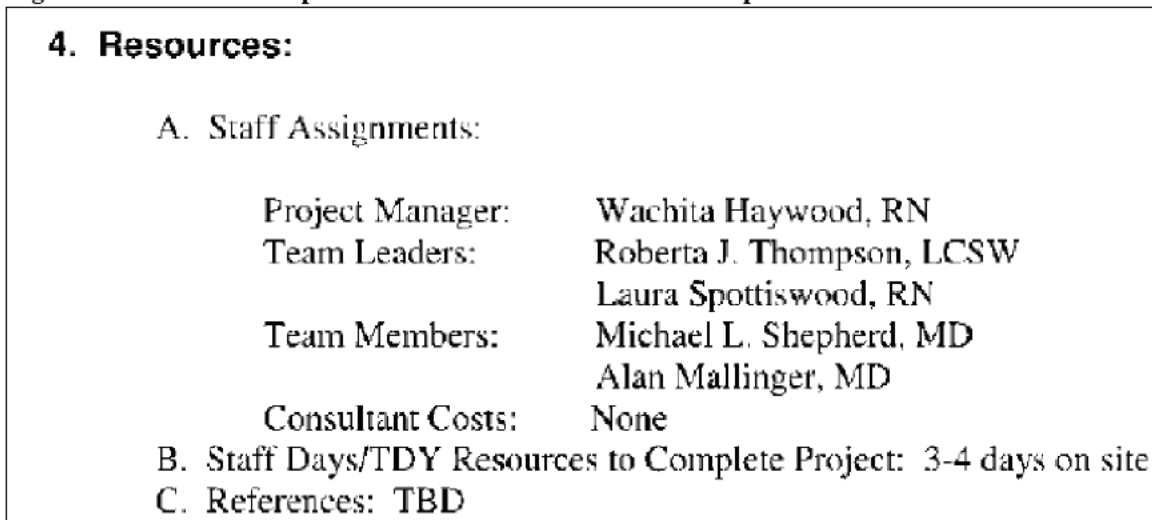 4. Resources:
A. Staff Assignments:
Project Manager: Wachita Haywood, RN
Team Leaders: Roberta J. Thompson, LCSW
Laura Spottiswood, RN
Team Members: Michael L. Shepherd, MD
Alan Mallinger, MD
Consultant Costs: None
B. Staff Days/TDY Resources to Complete Project: 3-4 days on site
C. References: TBD